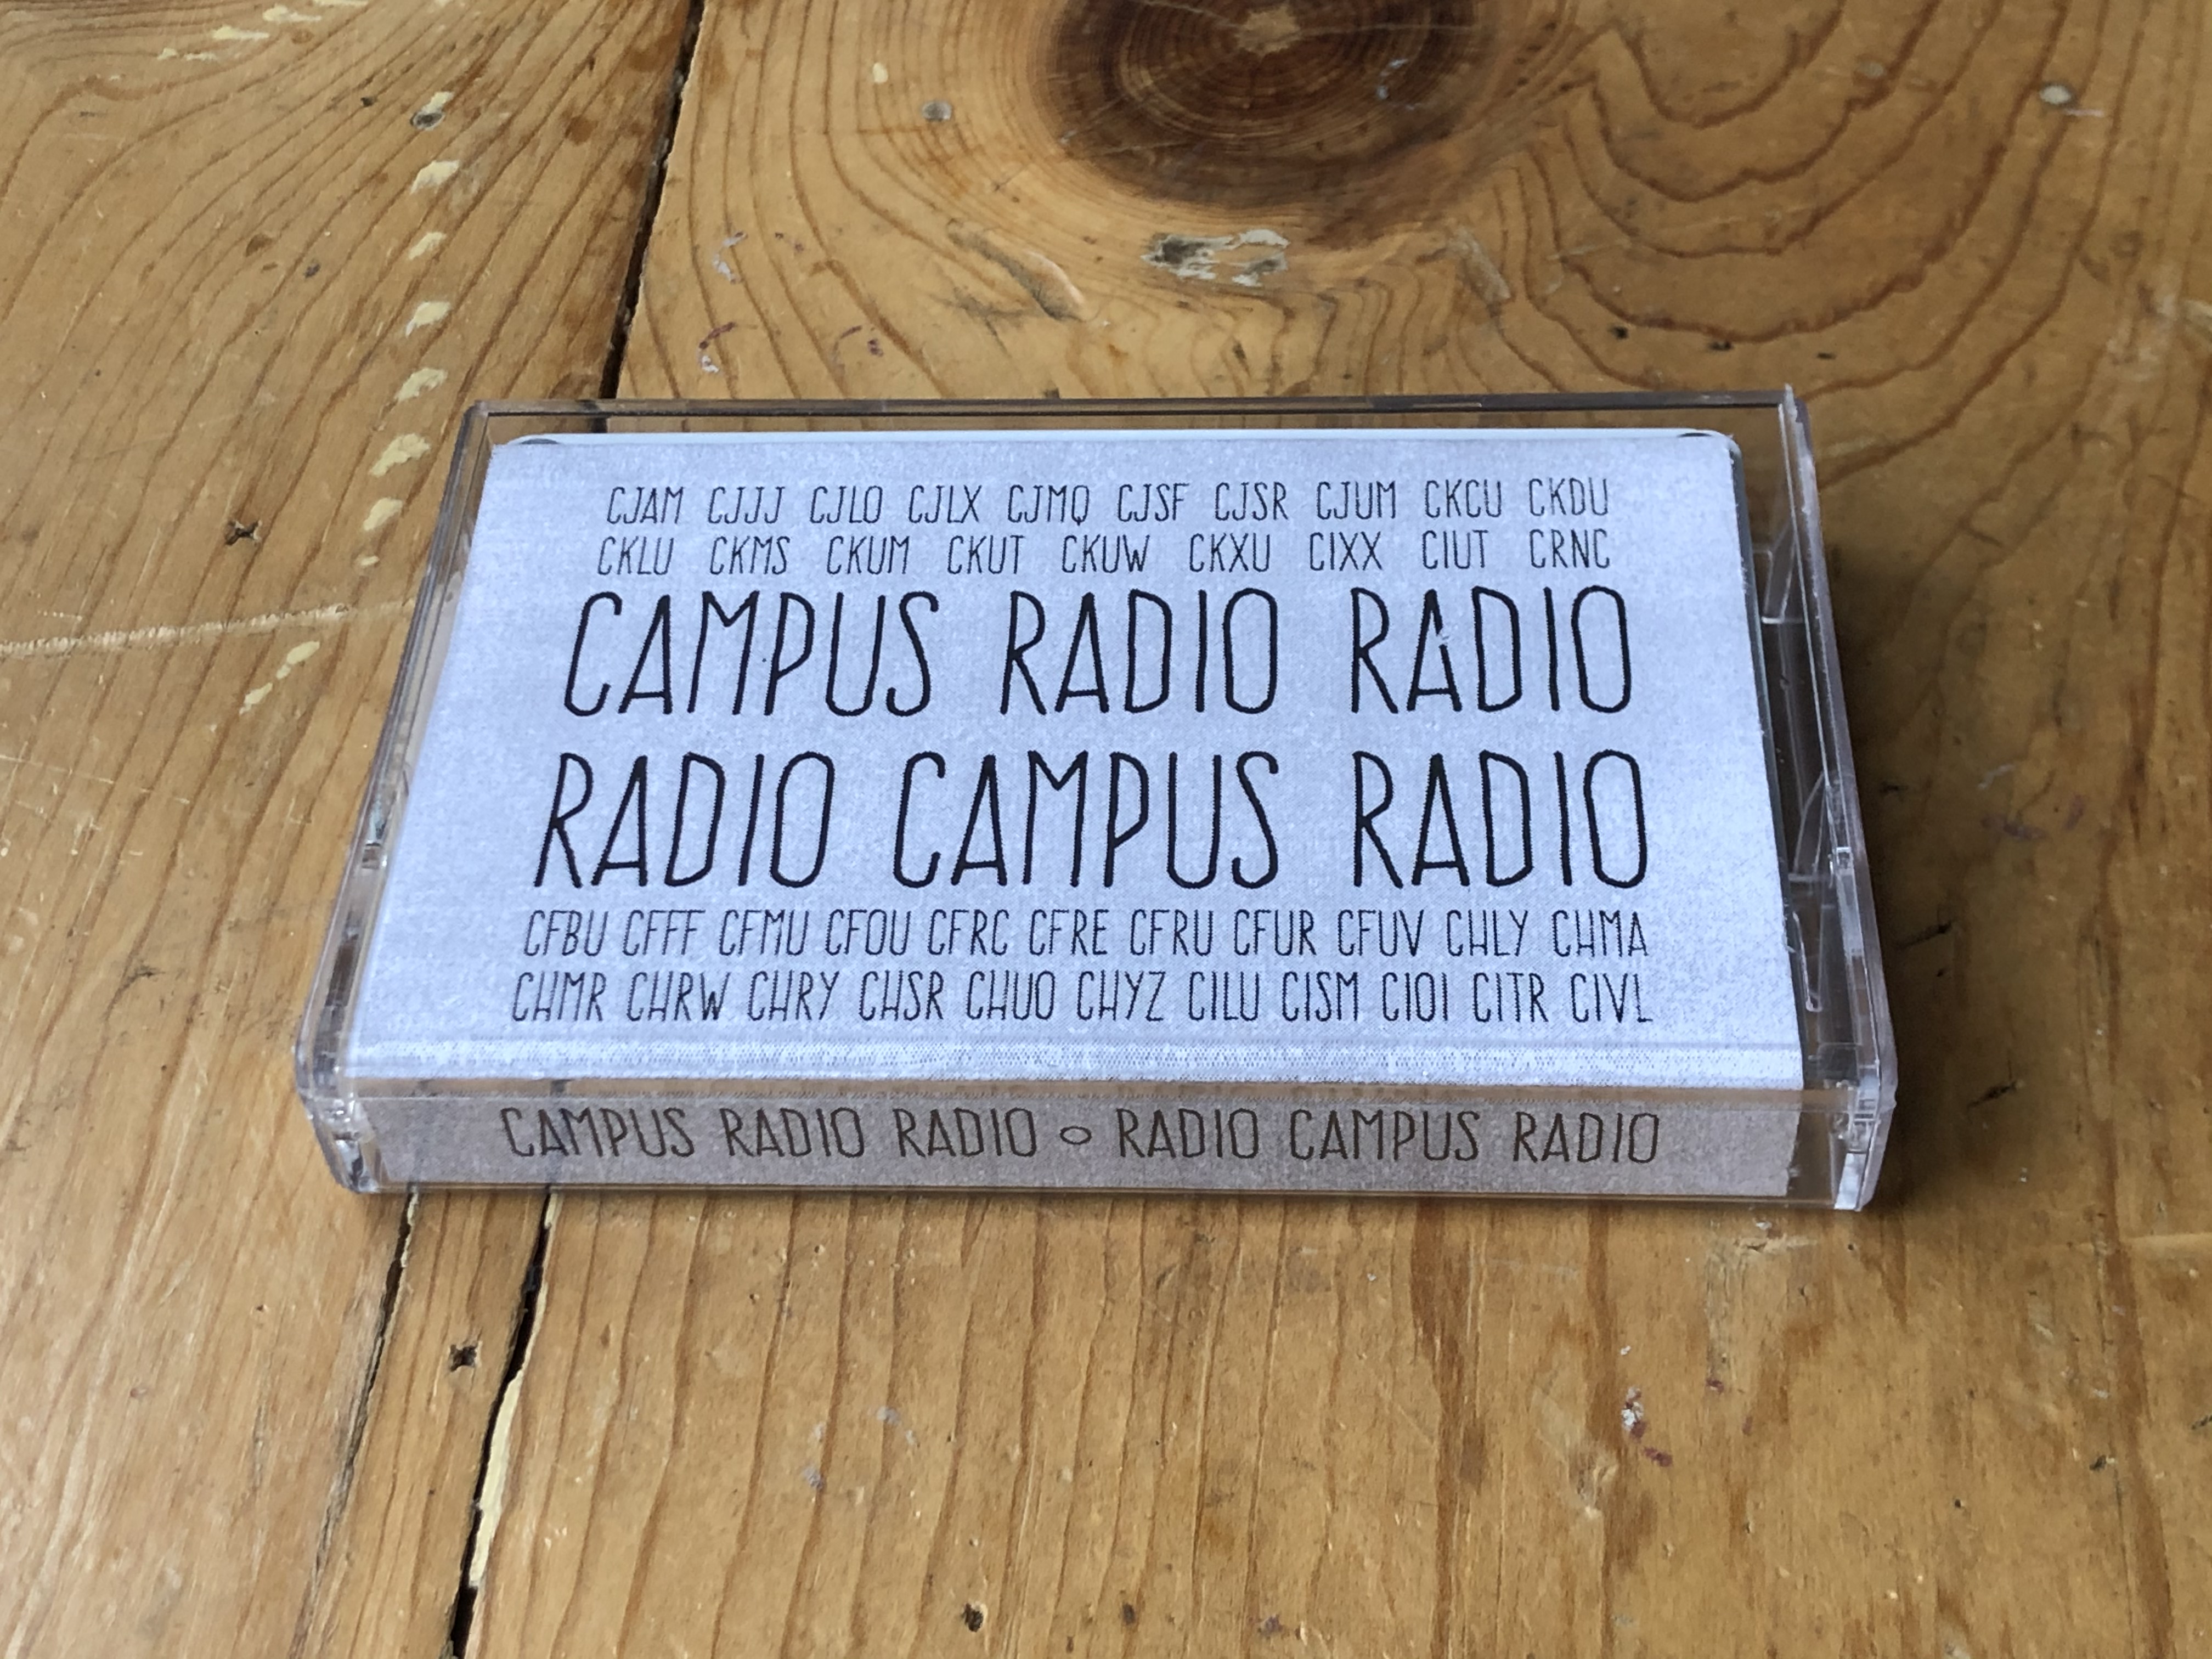 CJAM CJJJ CJLO CJLX CJMQ CJSF CJSR CJUM CKCU CKDU
CKLU CKMS CKUM CKUT CKUW CKXU CIXX CIUT CRNC
CAMPUS RADIO RADIO
RADIO CAMPUS RADIO
CFBU CFFF CFMU CFOU CFRC CFRE CFRU CFUR CFUV CHLY CHMA
CHMR CHRW CHRY CHSR CHUO CHYZ CILU CISM CIOI CITR CIVL
CAMPUS RADIO RADIO o RADIO CAMPUS RADIO